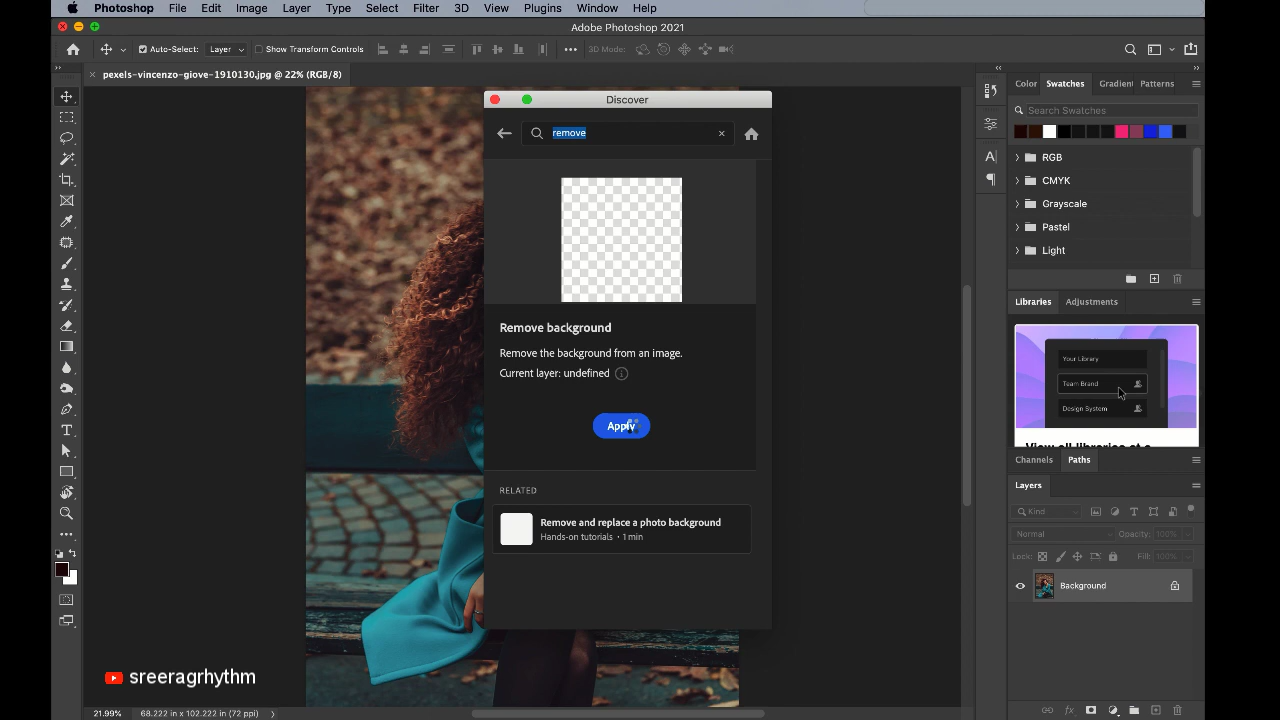 Photoshop File Edit Image Layer Type Select Filter 3D View Plugins Window Help
Adobe Photoshop 2021
Auto-Select: Layer Show Transform Controls 3D Mode:
pexels-vincenzo-giove-1910130.jpg @ 22% (RGB/8)
Discover
remove
Remove background
Remove the background from an image.
Current layer: undefined
Apply
RELATED
Remove and replace a photo background
Hands-on tutorials • 1 min
Color Swatches Gradient Patterns
Search Swatches
RGB
CMYK
Grayscale
Pastel
Light
Libraries Adjustments
Your Library
Team Brand
Design System
View all libraries at a
Channels Paths
Layers
Kind
Normal Opacity: 100%
Lock: Fill: 100%
Background
sreeragrhythm
21.99% 68.222 in x 102.222 in (72 ppi)